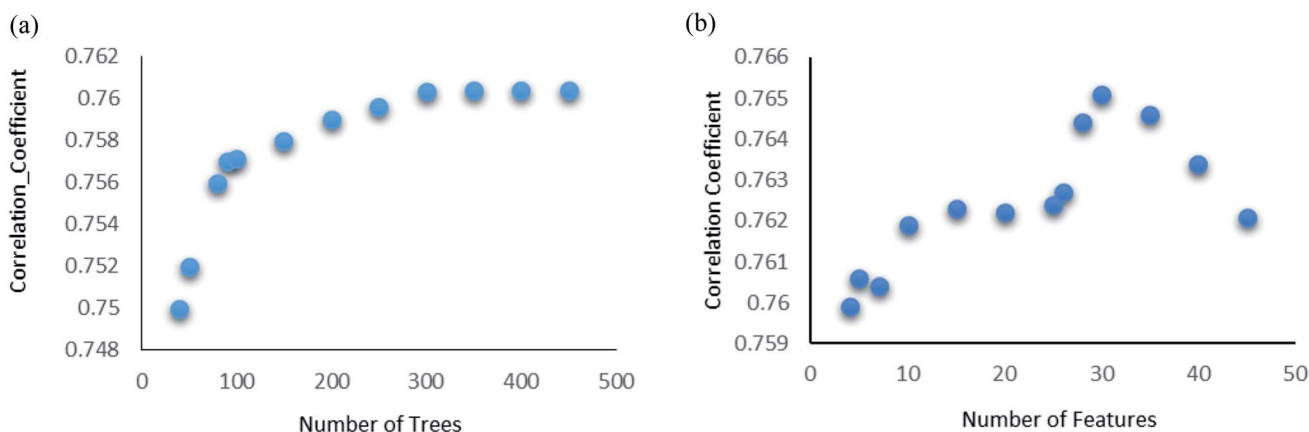 (a)
Correlation_Coefficient
0.762
0.76
0.758
0.756
0.754
0.752
0.75
0.748
0 100 200 300 400 500
Number of Trees
(b)
Correlation Coefficient
0.766
0.765
0.764
0.763
0.762
0.761
0.76
0.759
0 10 20 30 40 50
Number of Features